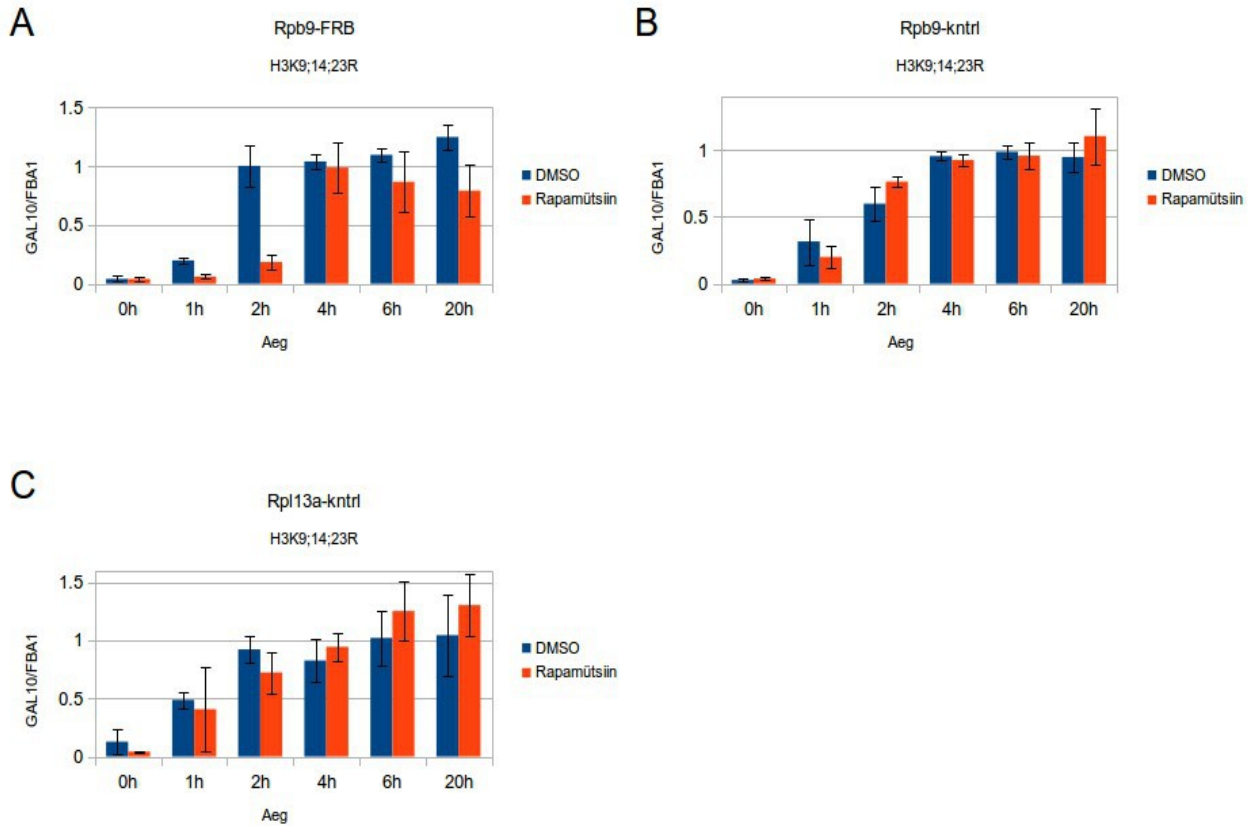 A
Rpb9-FRB
H3K9;14;23R
GAL10/FBA1
1.5
1
0.5
0
0h 1h 2h 4h 6h 20h
Aeg
DMSO
Rapamütsiin
B
Rpb9-kntrl
H3K9;14;23R
GAL10/FBA1
1
0.5
0
0h 1h 2h 4h 6h 20h
Aeg
DMSO
Rapamütsiin
C
Rpl13a-kntrl
H3K9;14;23R
GAL10/FBA1
1.5
1
0.5
0
0h 1h 2h 4h 6h 20h
Aeg
DMSO
Rapamütsiin